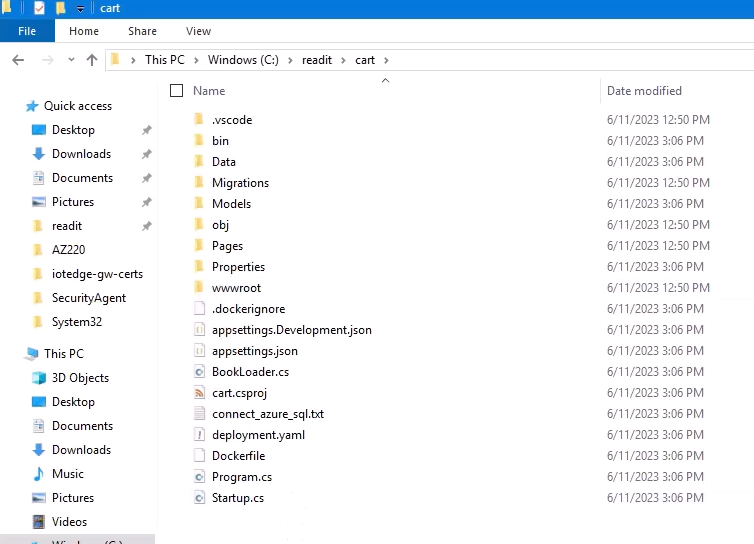 cart
File Home Share View
This PC Windows (C:) readit cart
Name Date modified
Quick access
Desktop
Downloads
Documents
Pictures
readit
AZ220
iotedge-gw-certs
SecurityAgent
System32
This PC
3D Objects
Desktop
Documents
Downloads
Music
Pictures
Videos
.vscode 6/11/2023 12:50 PM
bin 6/11/2023 3:06 PM
Data 6/11/2023 3:06 PM
Migrations 6/11/2023 12:50 PM
Models 6/11/2023 3:06 PM
obj 6/11/2023 12:50 PM
Pages 6/11/2023 12:50 PM
Properties 6/11/2023 3:06 PM
wwwroot 6/11/2023 12:50 PM
.dockerignore 6/11/2023 3:06 PM
appsettings.Development.json 6/11/2023 3:06 PM
appsettings.json 6/11/2023 3:06 PM
BookLoader.cs 6/11/2023 3:06 PM
cart.csproj 6/11/2023 3:06 PM
connect_azure_sql.txt 6/11/2023 3:06 PM
deployment.yaml 6/11/2023 3:06 PM
Dockerfile 6/11/2023 3:06 PM
Program.cs 6/11/2023 3:06 PM
Startup.cs 6/11/2023 3:06 PM